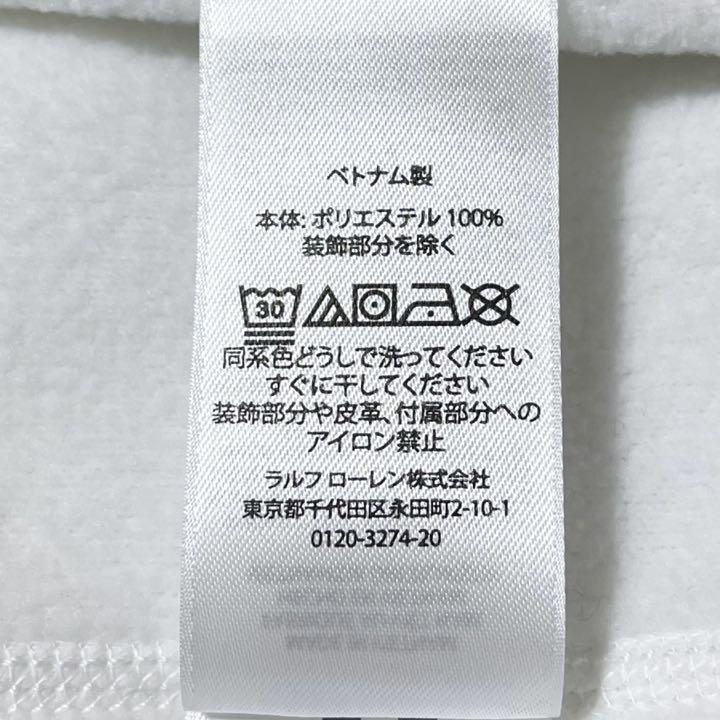 ベトナム製
本体: ポリエステル 100%
装飾部分を除く
30
同系色どうしで洗ってください
すぐに干してください
装飾部分や皮革、付属部分への
アイロン禁止
ラルフ ローレン株式会社
東京都千代田区永田町2-10-1
0120-3274-20